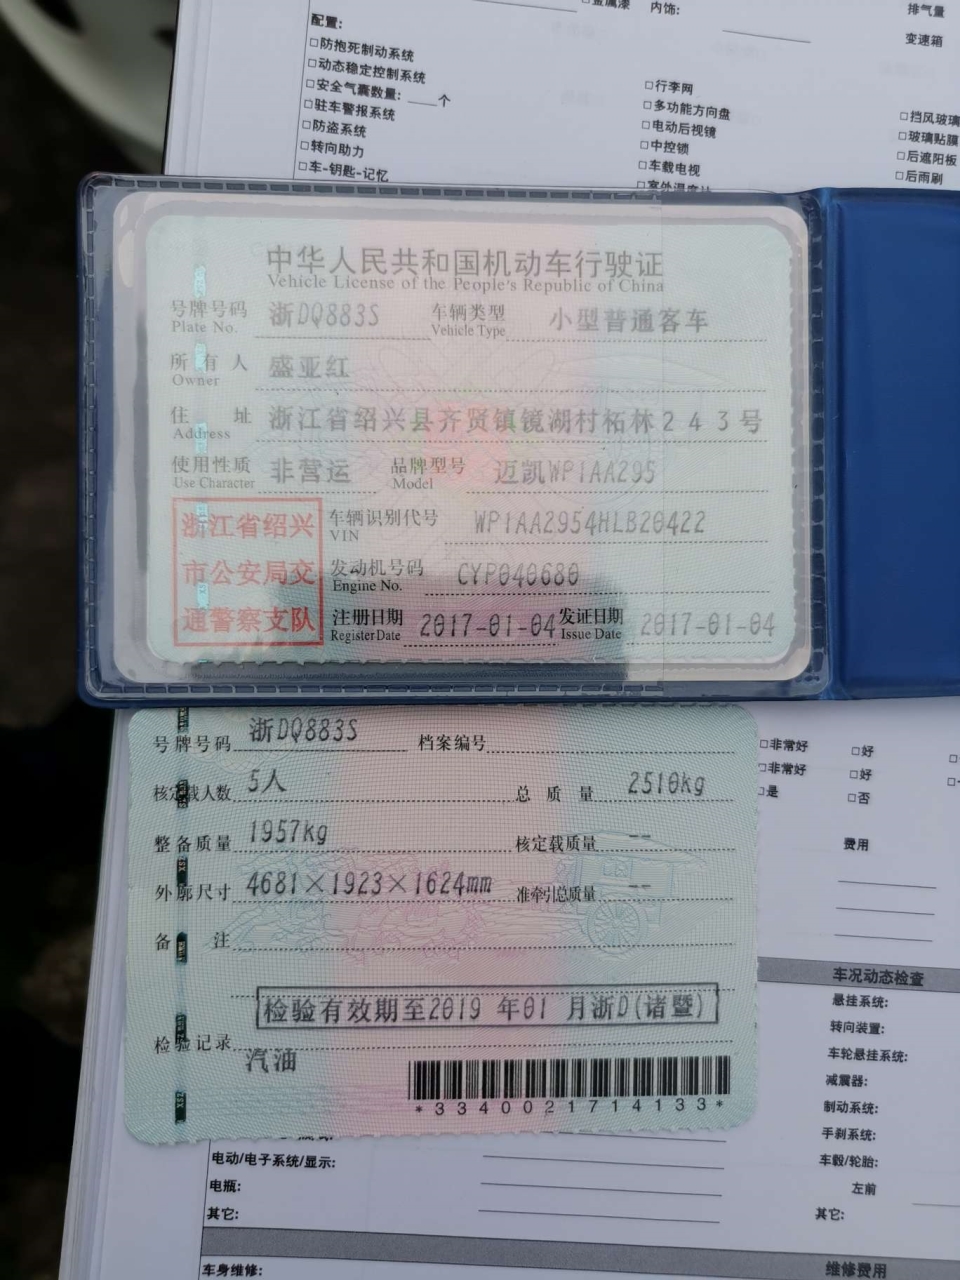 金属漆 内饰: 排气量
配置: 变速箱
□防抱死制动系统
□动态稳定控制系统
□安全气囊数量: ____个 □行李网
□驻车警报系统 □多功能方向盘 □挡风玻璃
□防盗系统 □电动后视镜 □玻璃贴膜
□转向助力 □中控锁 □后遮阳板
□车-钥匙-记忆 □车载电视 □后雨刷
中华人民共和国机动车行驶证
Vehicle License of the People's Republic of China
号牌号码 浙DQ883S 车辆类型 小型普通客车
Plate No. Vehicle Type
所有人 盛亚红
Owner
住址 浙江省绍兴县齐贤镇镜湖村柘林243号
Address
使用性质 非营运 品牌型号 迈凯WP1AA295
Use Character Model
浙江省绍兴
市公安局交
通警察支队
车辆识别代号 WP1AA2954HLB20422
VIN
发动机号码 CYP040680
Engine No.
注册日期 2017-01-04 发证日期 2017-01-04
Register Date Issue Date
号牌号码 浙DQ883S 档案编号
核定载人数 5人 总质量 2510kg
整备质量 1957kg 核定载质量 --
外廓尺寸 4681×1923×1624mm 准牵引总质量 --
备注
检验有效期至2019 年01 月浙D(诸暨)
检验记录
汽油
*3340021714133*
□非常好 □好
□非常好 □好
□是 □否
费用
车况动态检查
悬挂系统:
转向装置:
车轮悬挂系统:
减震器:
制动系统:
手刹系统:
电动/电子系统/显示: 车毂/轮胎:
电瓶: 左前
其它: 其它:
车身维修: 维修费用